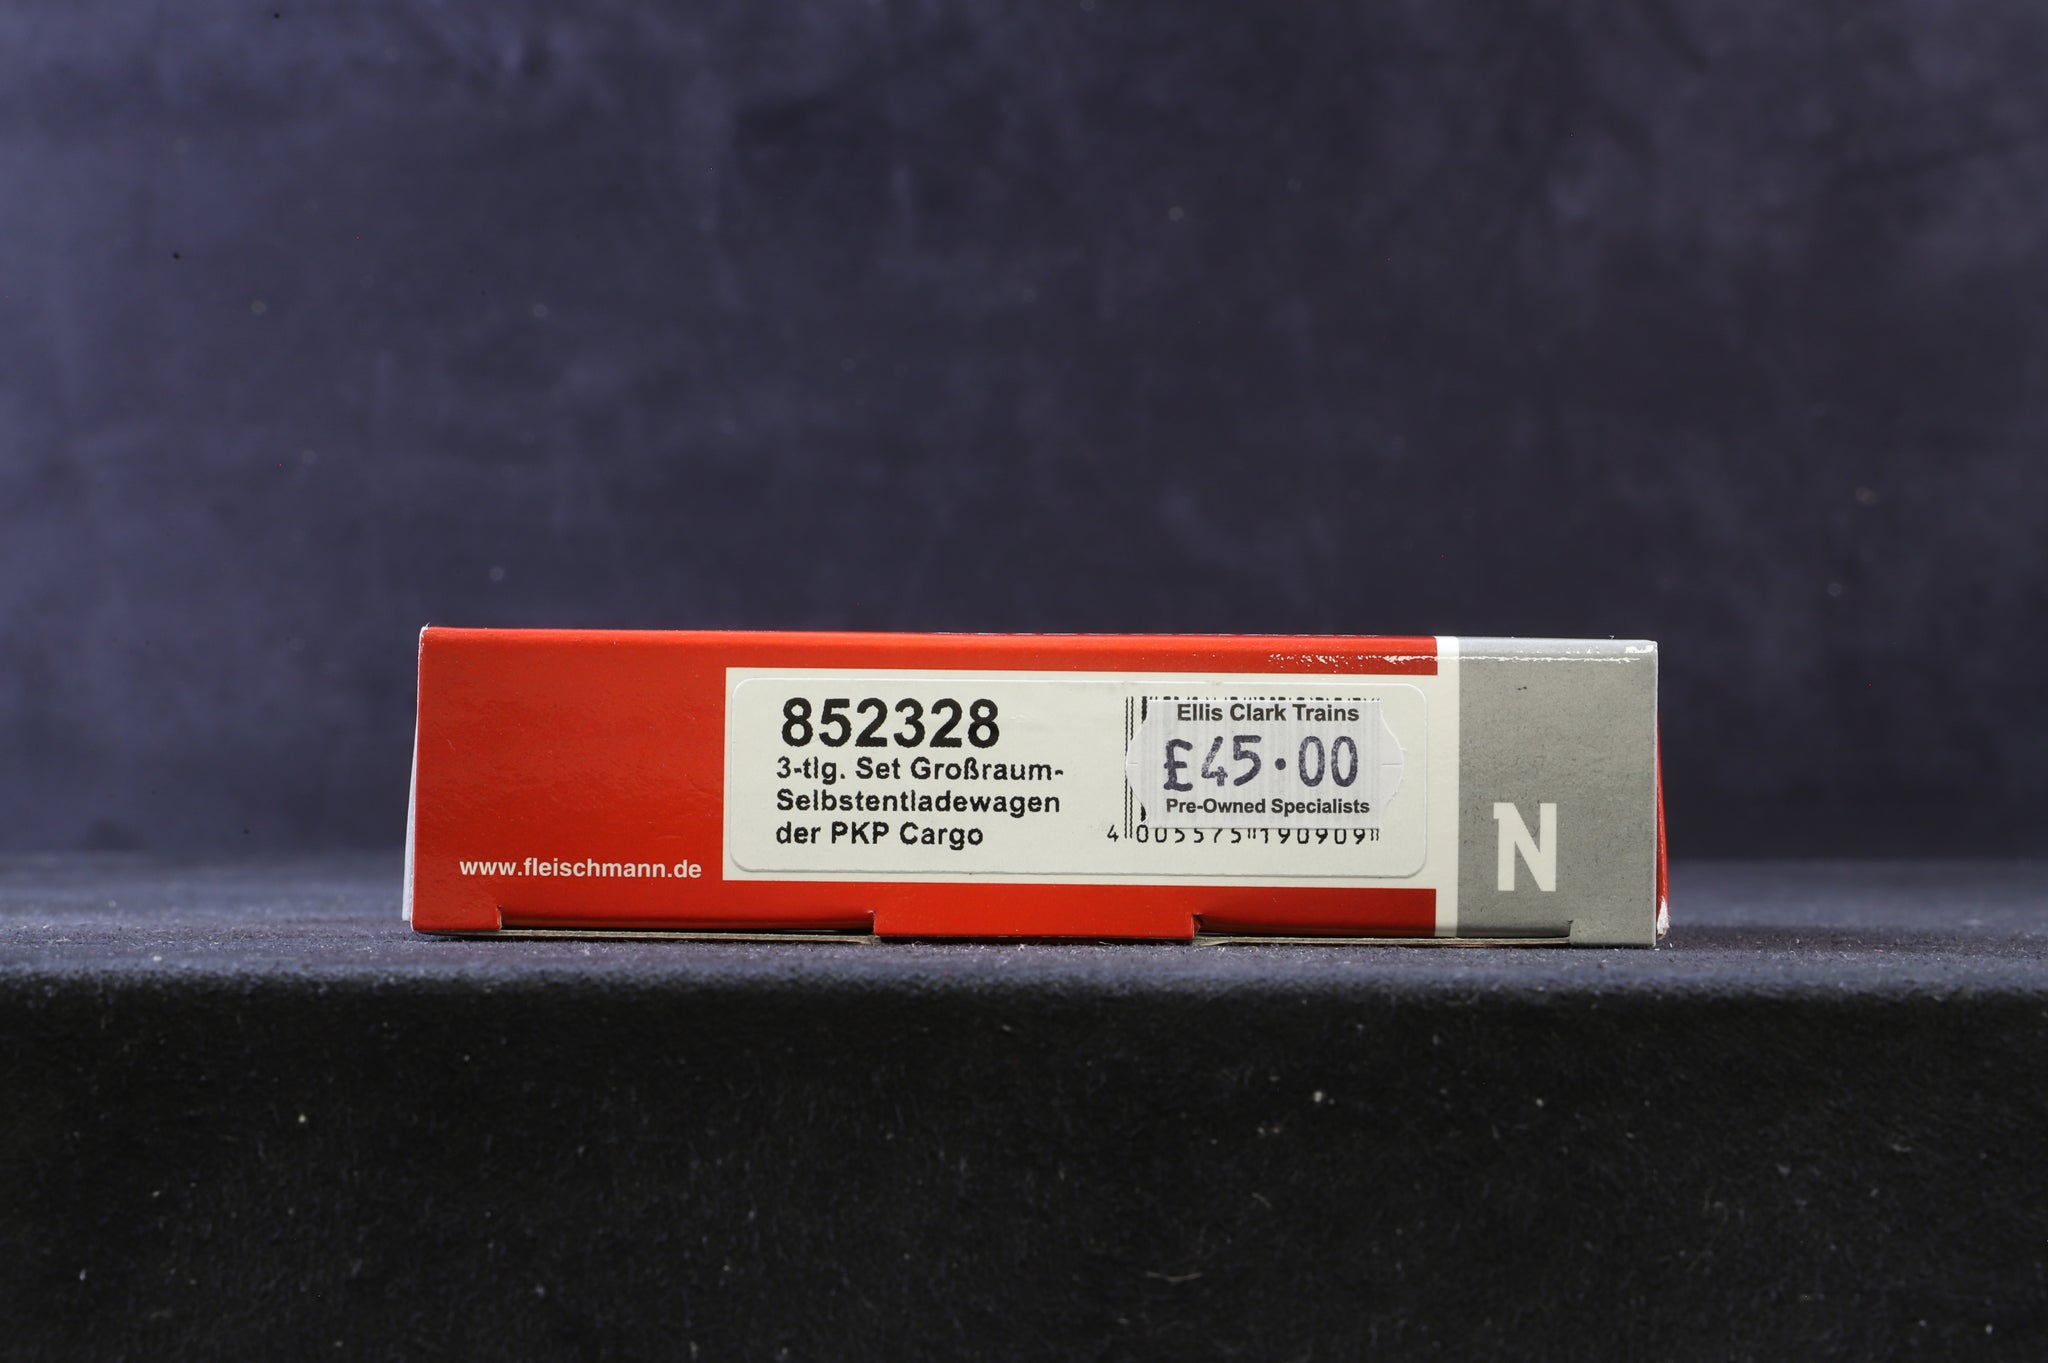 852328
3-tlg. Set Großraum-
Selbstentladewagen
der PKP Cargo
www.fleischmann.de
Ellis Clark Trains
£45.00
Pre-Owned Specialists
4 005575 190909
N